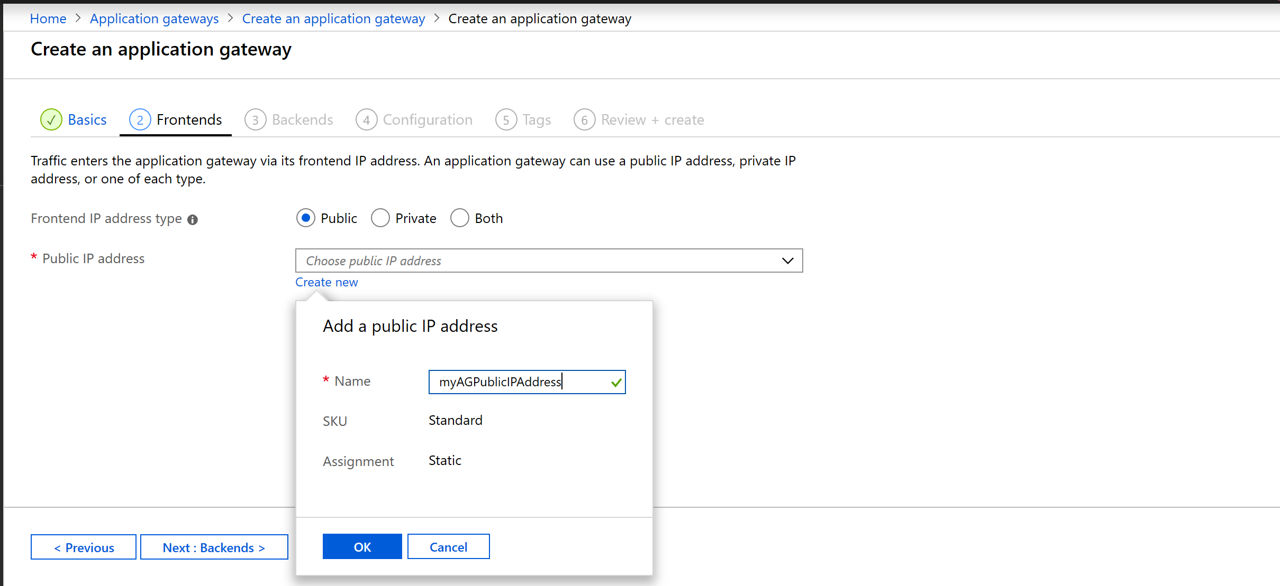 Home > Application gateways > Create an application gateway > Create an application gateway
Create an application gateway
Basics 2 Frontends 3 Backends 4 Configuration 5 Tags 6 Review + create
Traffic enters the application gateway via its frontend IP address. An application gateway can use a public IP address, private IP
address, or one of each type.
Frontend IP address type Public Private Both
* Public IP address Choose public IP address
Create new
Add a public IP address
* Name myAGPublicIPAddress
SKU Standard
Assignment Static
< Previous Next : Backends > OK Cancel